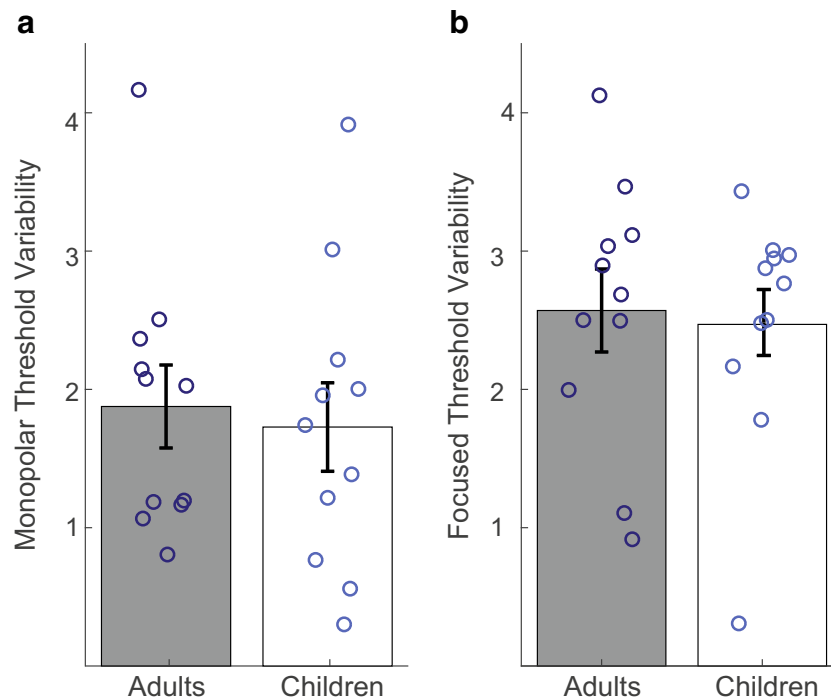 a
Monopolar Threshold Variability
4
3
2
1
Adults Children
b
Focused Threshold Variability
4
3
2
1
Adults Children